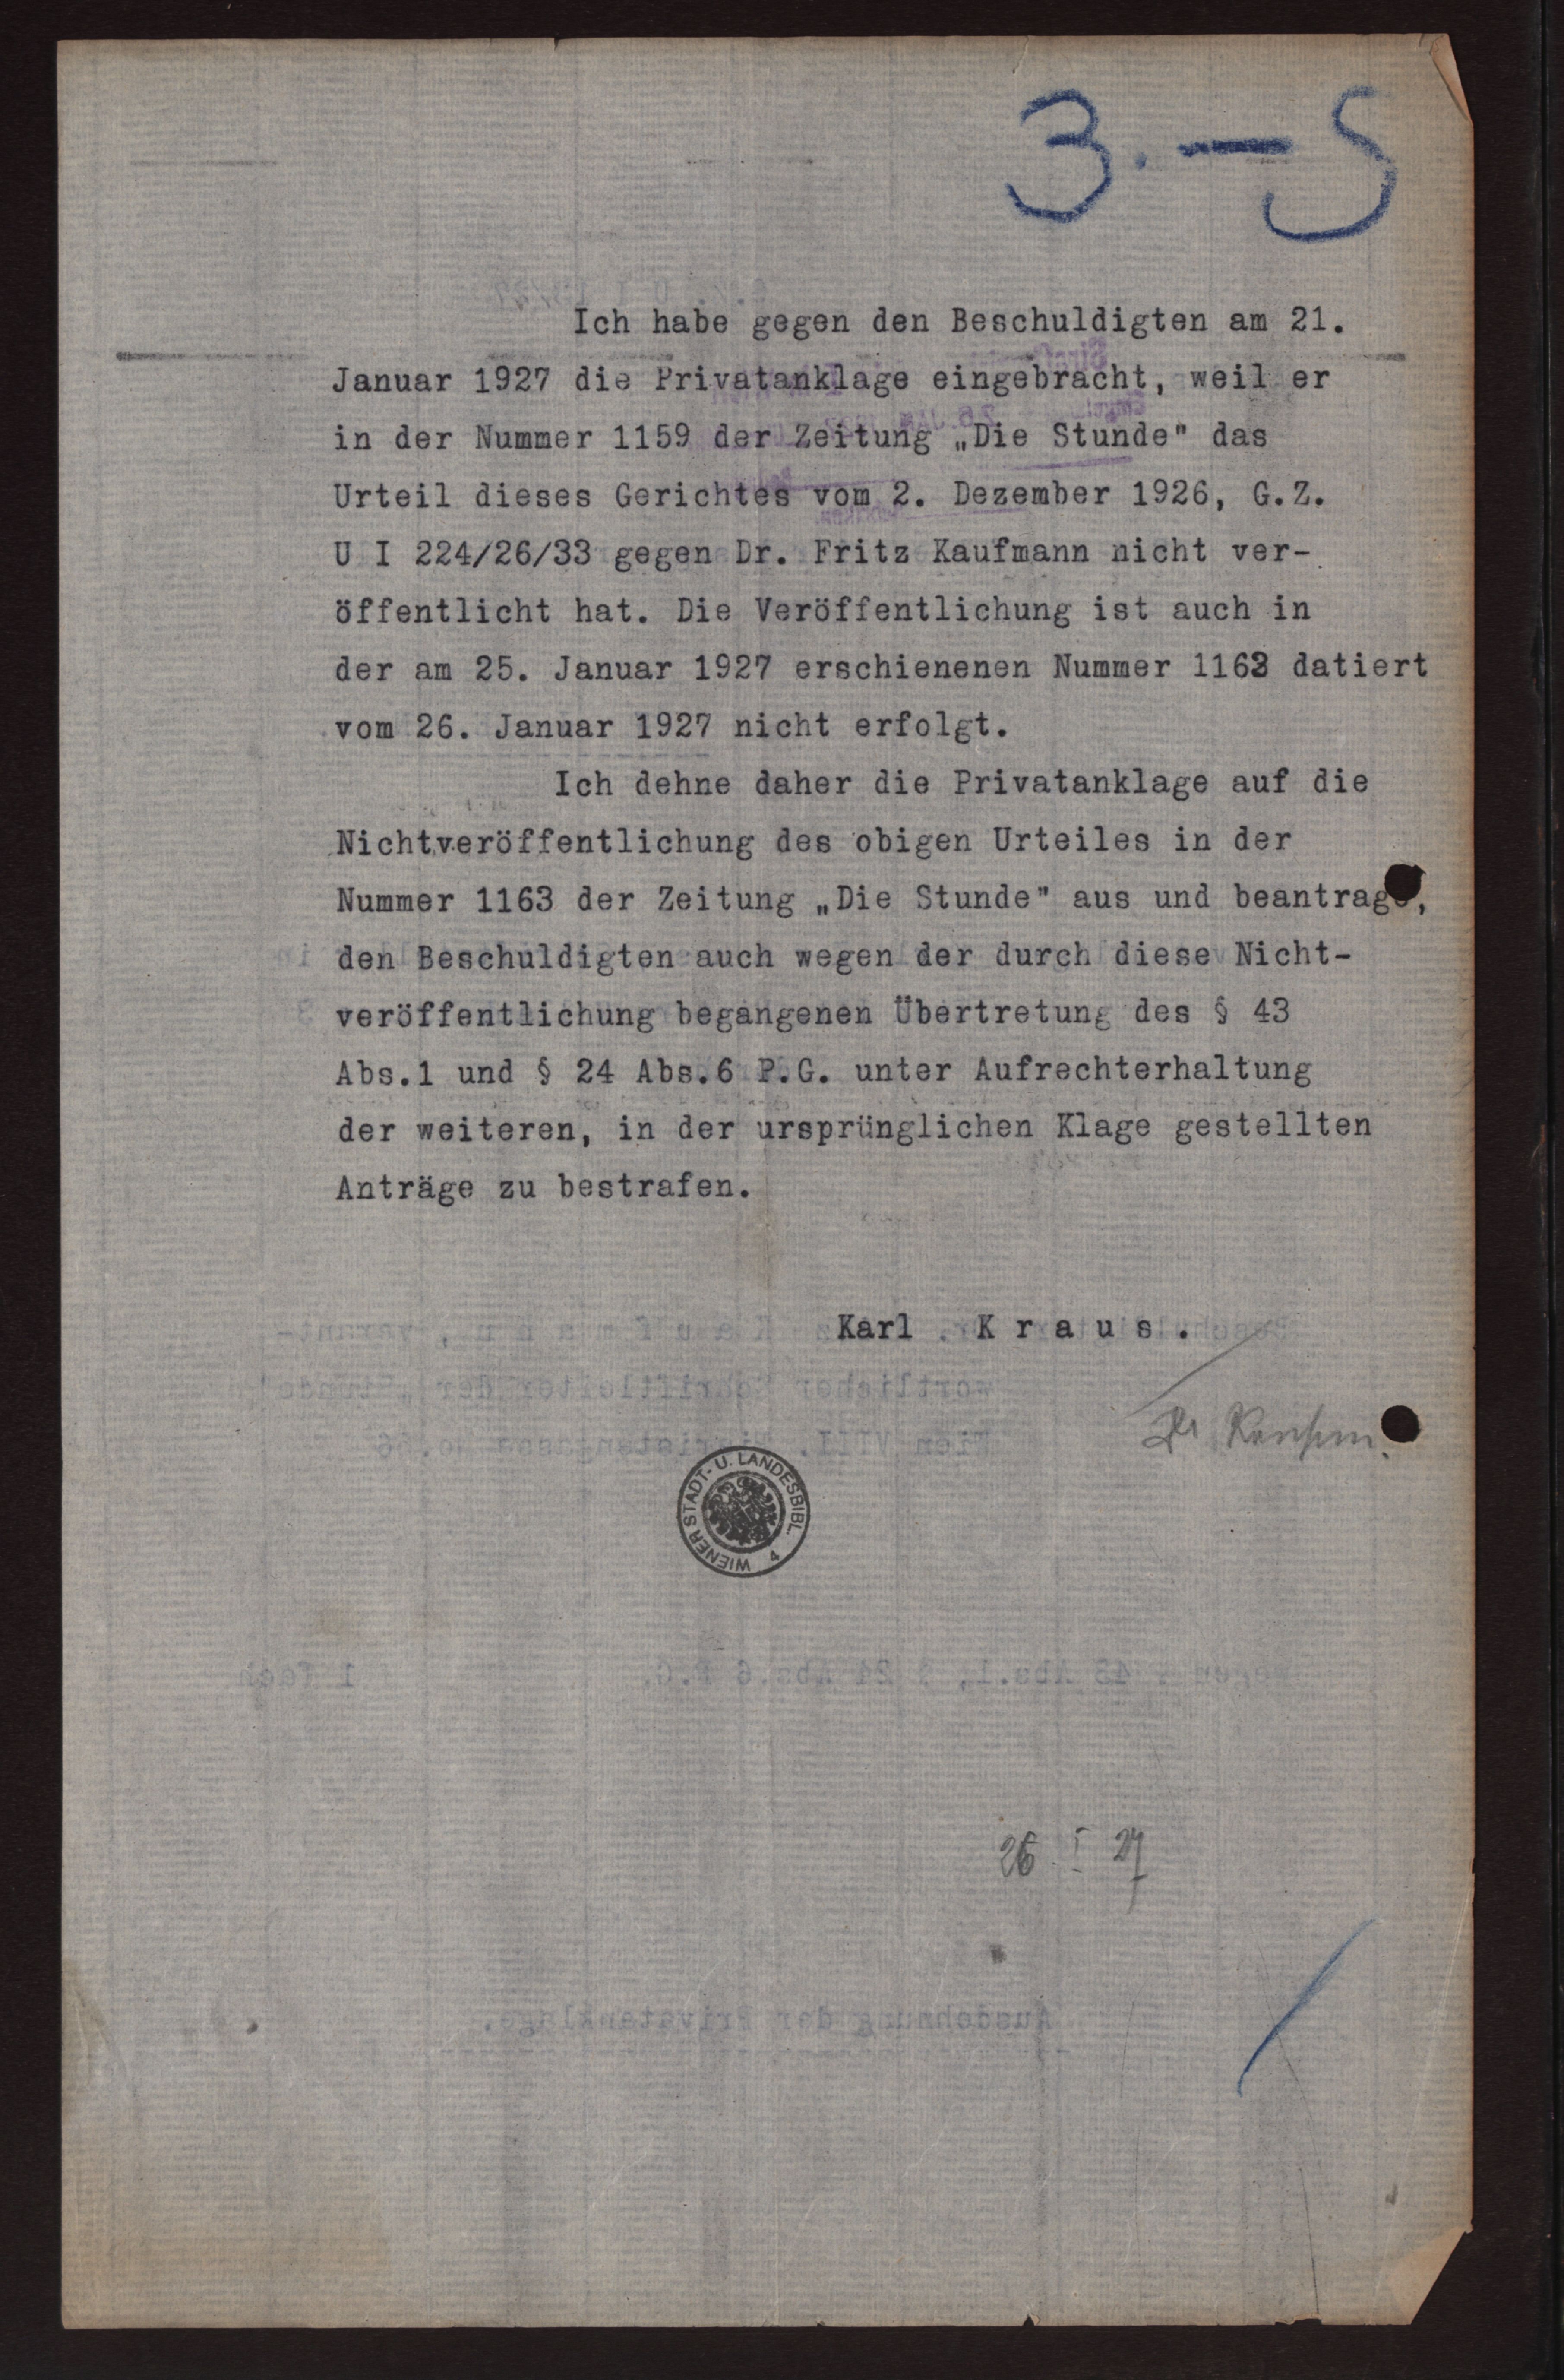 3.-5
Ich habe gegen den Beschuldigten am 21.
Januar 1927 die Privatanklage eingebracht, weil er
in der Nummer 1159 der Zeitung „Die Stunde" das
Urteil dieses Gerichtes vom 2. Dezember 1926, G.Z.
U I 224/26/33 gegen Dr. Fritz Kaufmann nicht ver-
öffentlicht hat. Die Veröffentlichung ist auch in
der am 25. Januar 1927 erschienenen Nummer 1163 datiert
vom 26. Januar 1927 nicht erfolgt.
Ich dehne daher die Privatanklage auf die
Nichtveröffentlichung des obigen Urteiles in der
Nummer 1163 der Zeitung „Die Stunde" aus und beantrage,
den Beschuldigten auch wegen der durch diese Nicht-
veröffentlichung begangenen Übertretung des § 43
Abs.1 und § 24 Abs.6 P.G. unter Aufrechterhaltung
der weiteren, in der ursprünglichen Klage gestellten
Anträge zu bestrafen.
Karl K r a u s .
WIENER STADT- U. LANDESBIBL. 4
26. I 27